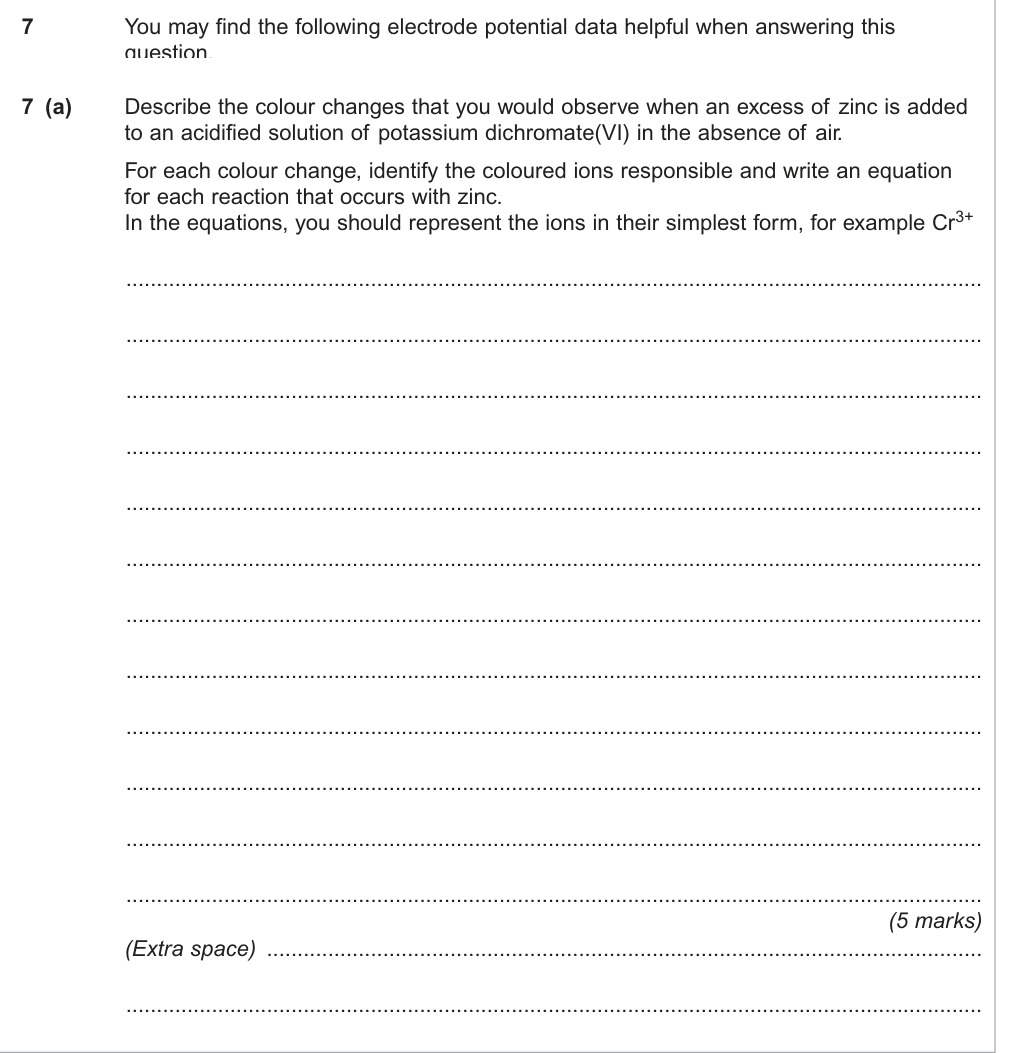 7 You may find the following electrode potential data helpful when answering this
question.
7 (a) Describe the colour changes that you would observe when an excess of zinc is added
to an acidified solution of potassium dichromate(VI) in the absence of air.
For each colour change, identify the coloured ions responsible and write an equation
for each reaction that occurs with zinc.
In the equations, you should represent the ions in their simplest form, for example Cr³⁺
(5 marks)
(Extra space)